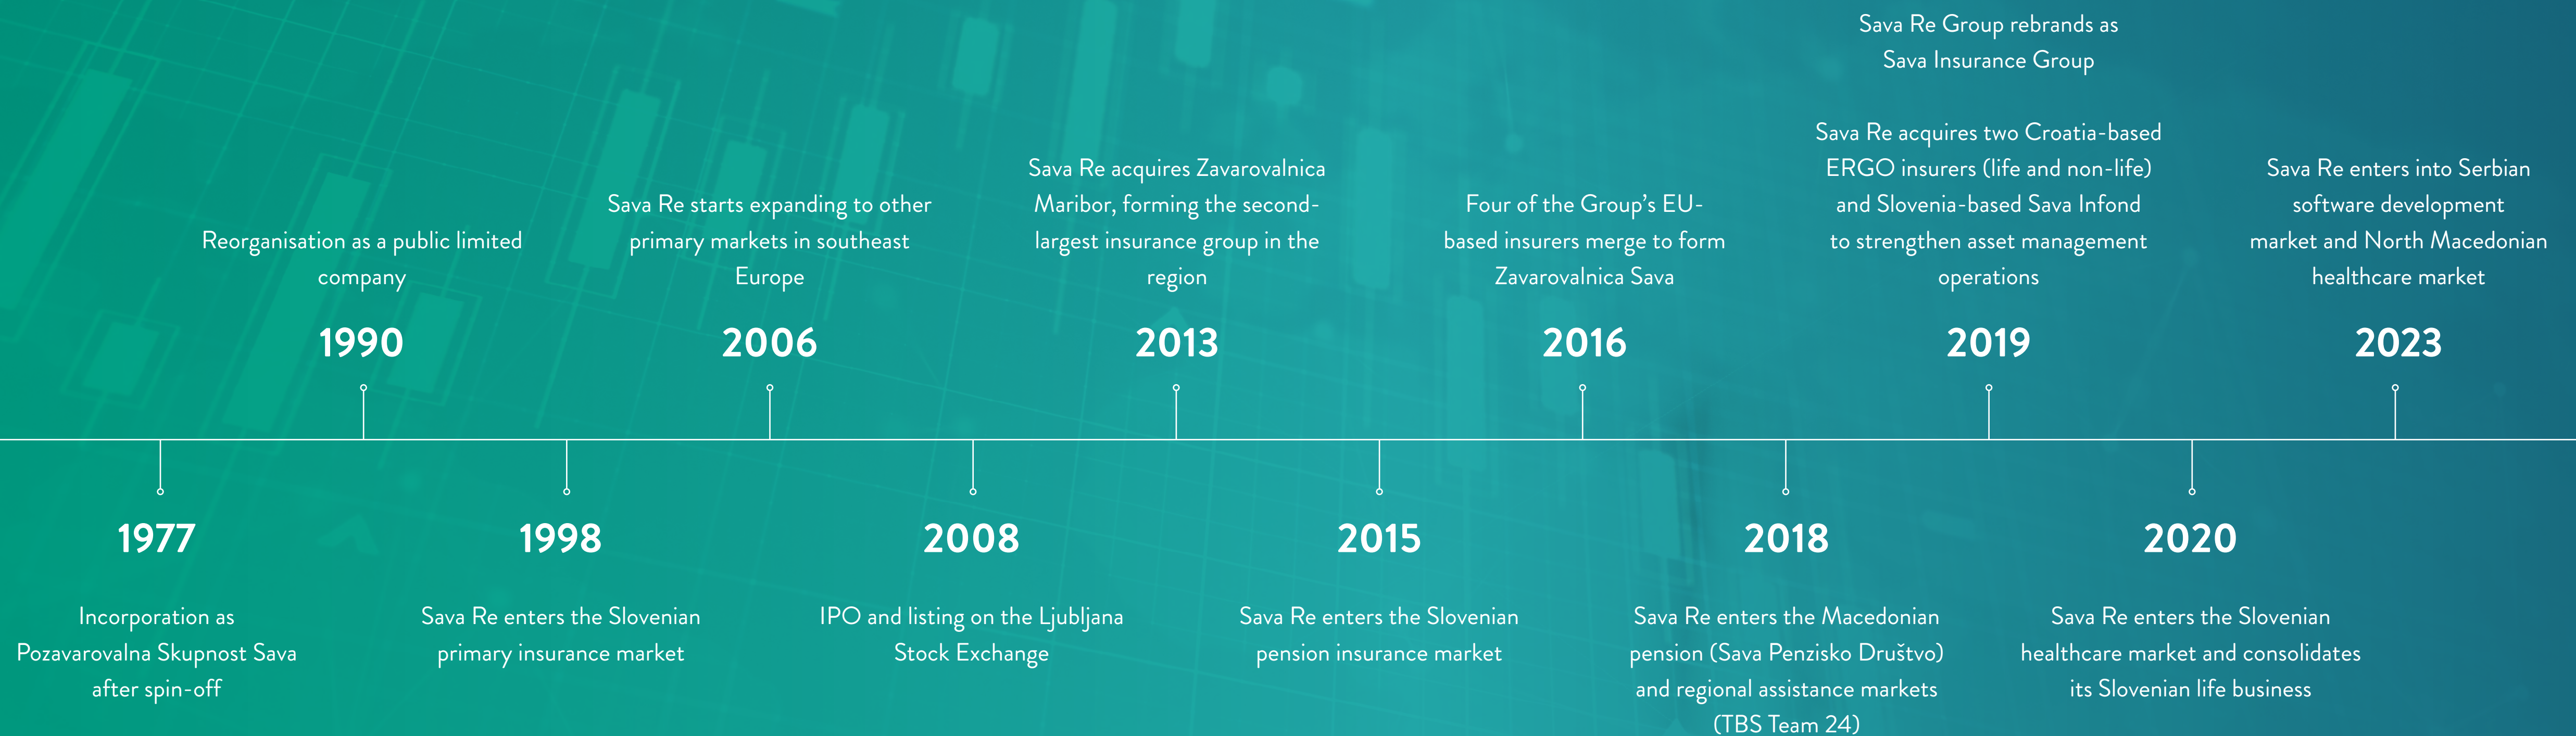 1977
Incorporation as
Pozavarovalna Skupnost Sava
after spin-off
Reorganisation as a public limited
company
1990
1998
Sava Re enters the Slovenian
primary insurance market
Sava Re starts expanding to other
primary markets in southeast
Europe
2006
2008
IPO and listing on the Ljubljana
Stock Exchange
Sava Re acquires Zavarovalnica
Maribor, forming the second-
largest insurance group in the
region
2013
2015
Sava Re enters the Slovenian
pension insurance market
Four of the Group’s EU-
based insurers merge to form
Zavarovalnica Sava
2016
2018
Sava Re enters the Macedonian
pension (Sava Penzisko Društvo)
and regional assistance markets
(TBS Team 24)
Sava Re Group rebrands as
Sava Insurance Group
Sava Re acquires two Croatia-based
ERGO insurers (life and non-life)
and Slovenia-based Sava Infond
to strengthen asset management
operations
2019
2020
Sava Re enters the Slovenian
healthcare market and consolidates
its Slovenian life business
Sava Re enters into Serbian
software development
market and North Macedonian
healthcare market
2023